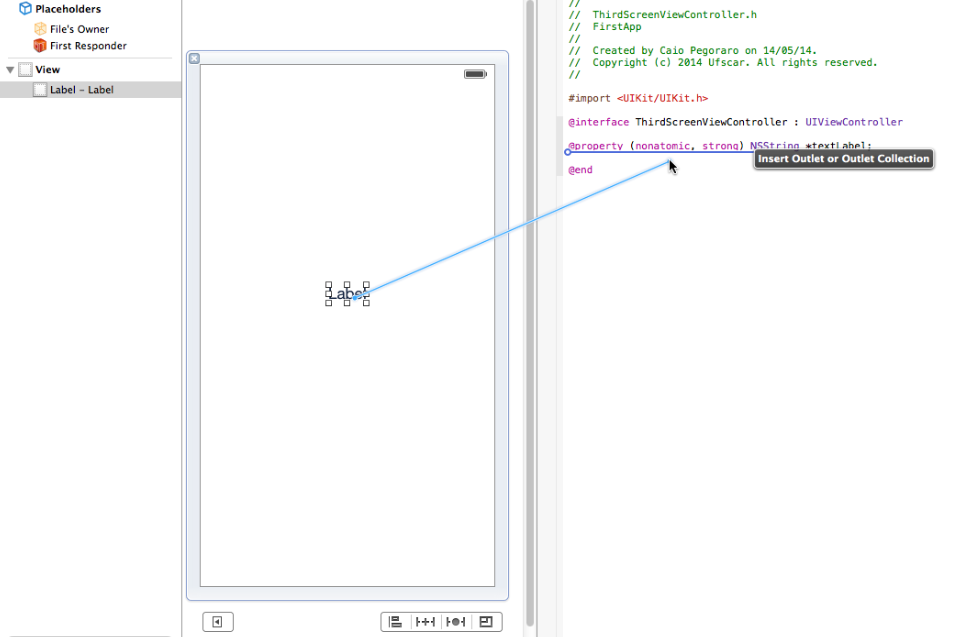 Placeholders
File's Owner
First Responder
View
Label – Label
Label
//
//  ThirdScreenViewController.h
//  FirstApp
//
//  Created by Caio Pegoraro on 14/05/14.
//  Copyright (c) 2014 Ufscar. All rights reserved.
//
#import <UIKit/UIKit.h>
@interface ThirdScreenViewController : UIViewController
@property (nonatomic, strong) NSString *textLabel;
Insert Outlet or Outlet Collection
@end